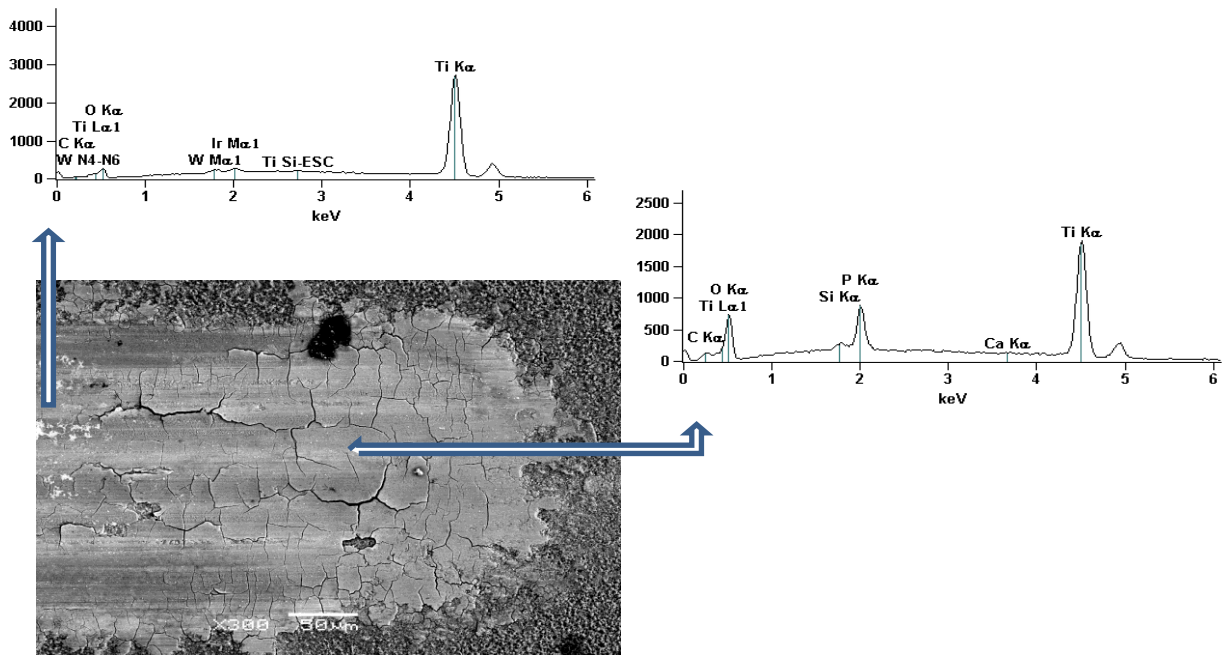 4000
3000
2000
1000
0
Ti Kα
O Kα
Ti Lα1
C Kα
W N4-N6
Ir Mα1
W Mα1
Ti Si-ESC
0 1 2 3 4 5 6
keV
2500
2000
1500
1000
500
0
Ti Kα
P Kα
O Kα
Si Kα
Ti Lα1
C Kα
Ca Kα
0 1 2 3 4 5 6
keV
X300 50μm